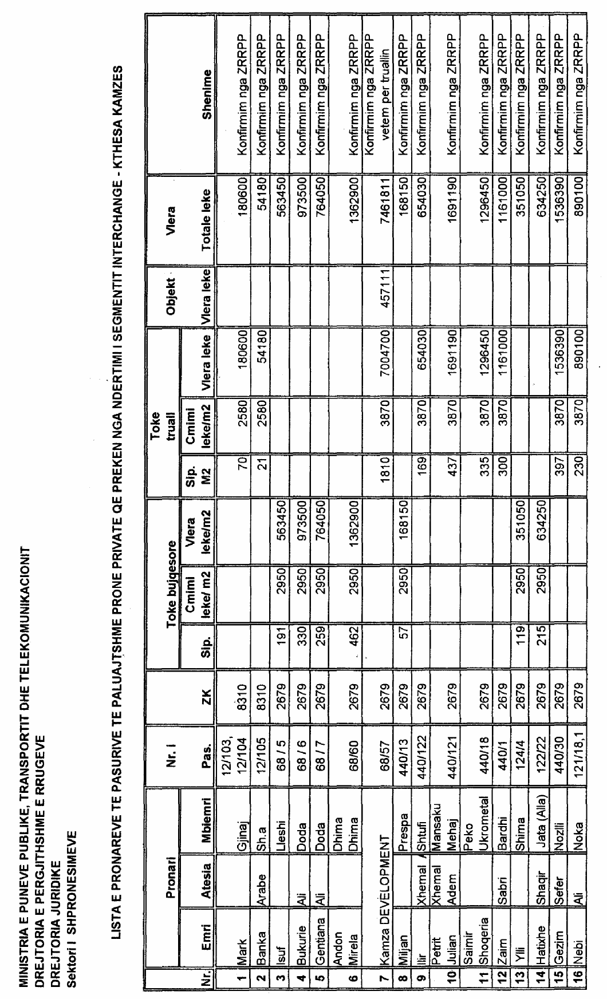 MINISTRIA E PUNEVE PUBLIKE, TRANSPORTIT DHE TELEKOMUNIKACIONIT
DREJTORIA E PERGJITHSHME E RRUGEVE
DREJTORIA JURIDIKE
Sektori I SHPRONESIMEVE
LISTA E PRONAREVE TE PASURIVE TE PALUAJTSHME PRONE PRIVATE QE PREKEN NGA NDERTIMI I SEGMENTIT INTERCHANGE - KTHESA KAMZES
Pronari Nr. I Toke bujqesore Toke truall Objekt Vlera
Nr. Emri Atesia Mbiemri Pas. ZK Sip. Cmimi leke/ m2 Vlera leke/m2 Sip. M2 Cmimi leke/m2 Vlera leke Vlera leke Totale leke Shenime
1 Mark Gjinaj 12/103, 12/104 8310 70 2580 180600 180600 Konfirmim nga ZRRPP
2 Banka Arabe Sh.a 12/105 8310 21 2580 54180 54180 Konfirmim nga ZRRPP
3 Isuf Lleshi 68 / 5 2679 191 2950 563450 563450 Konfirmim nga ZRRPP
4 Bukurie Ali Doda 68 / 6 2679 330 2950 973500 973500 Konfirmim nga ZRRPP
5 Gentiana Ali Doda 68 / 7 2679 259 2950 764050 764050 Konfirmim nga ZRRPP
Andon Dhima
6 Mirela Dhima 68/60 2679 462 2950 1362900 1362900 Konfirmim nga ZRRPP
7 Kamza DEVELOPMENT 68/57 2679 1810 3870 7004700 457111 7461811 Konfirmim nga ZRRPP vetem per truallin
8 Miljan Prespa 440/13 2679 57 2950 168150 168150 Konfirmim nga ZRRPP
9 Ilir Xhemal A Shtufi 440/122 2679 169 3870 654030 654030 Konfirmim nga ZRRPP
Petrit Xhemal Mansaku
10 Julian Adem Mehaj 440/121 2679 437 3870 1691190 1691190 Konfirmim nga ZRRPP
Saimir Peko
11 Shoqeria Ukrometal 440/18 2679 335 3870 1296450 1296450 Konfirmim nga ZRRPP
12 Zaim Sabri Bardhi 440/1 2679 300 3870 1161000 1161000 Konfirmim nga ZRRPP
13 Ylli Shima 124/4 2679 119 2950 351050 351050 Konfirmim nga ZRRPP
14 Hatixhe Shaqir Jata (Alla) 122/22 2679 215 2950 634250 634250 Konfirmim nga ZRRPP
15 Gezim Sefer Nozlli 440/30 2679 397 3870 1536390 1536390 Konfirmim nga ZRRPP
16 Nebi Ali Noka 121/18,1 2679 230 3870 890100 890100 Konfirmim nga ZRRPP